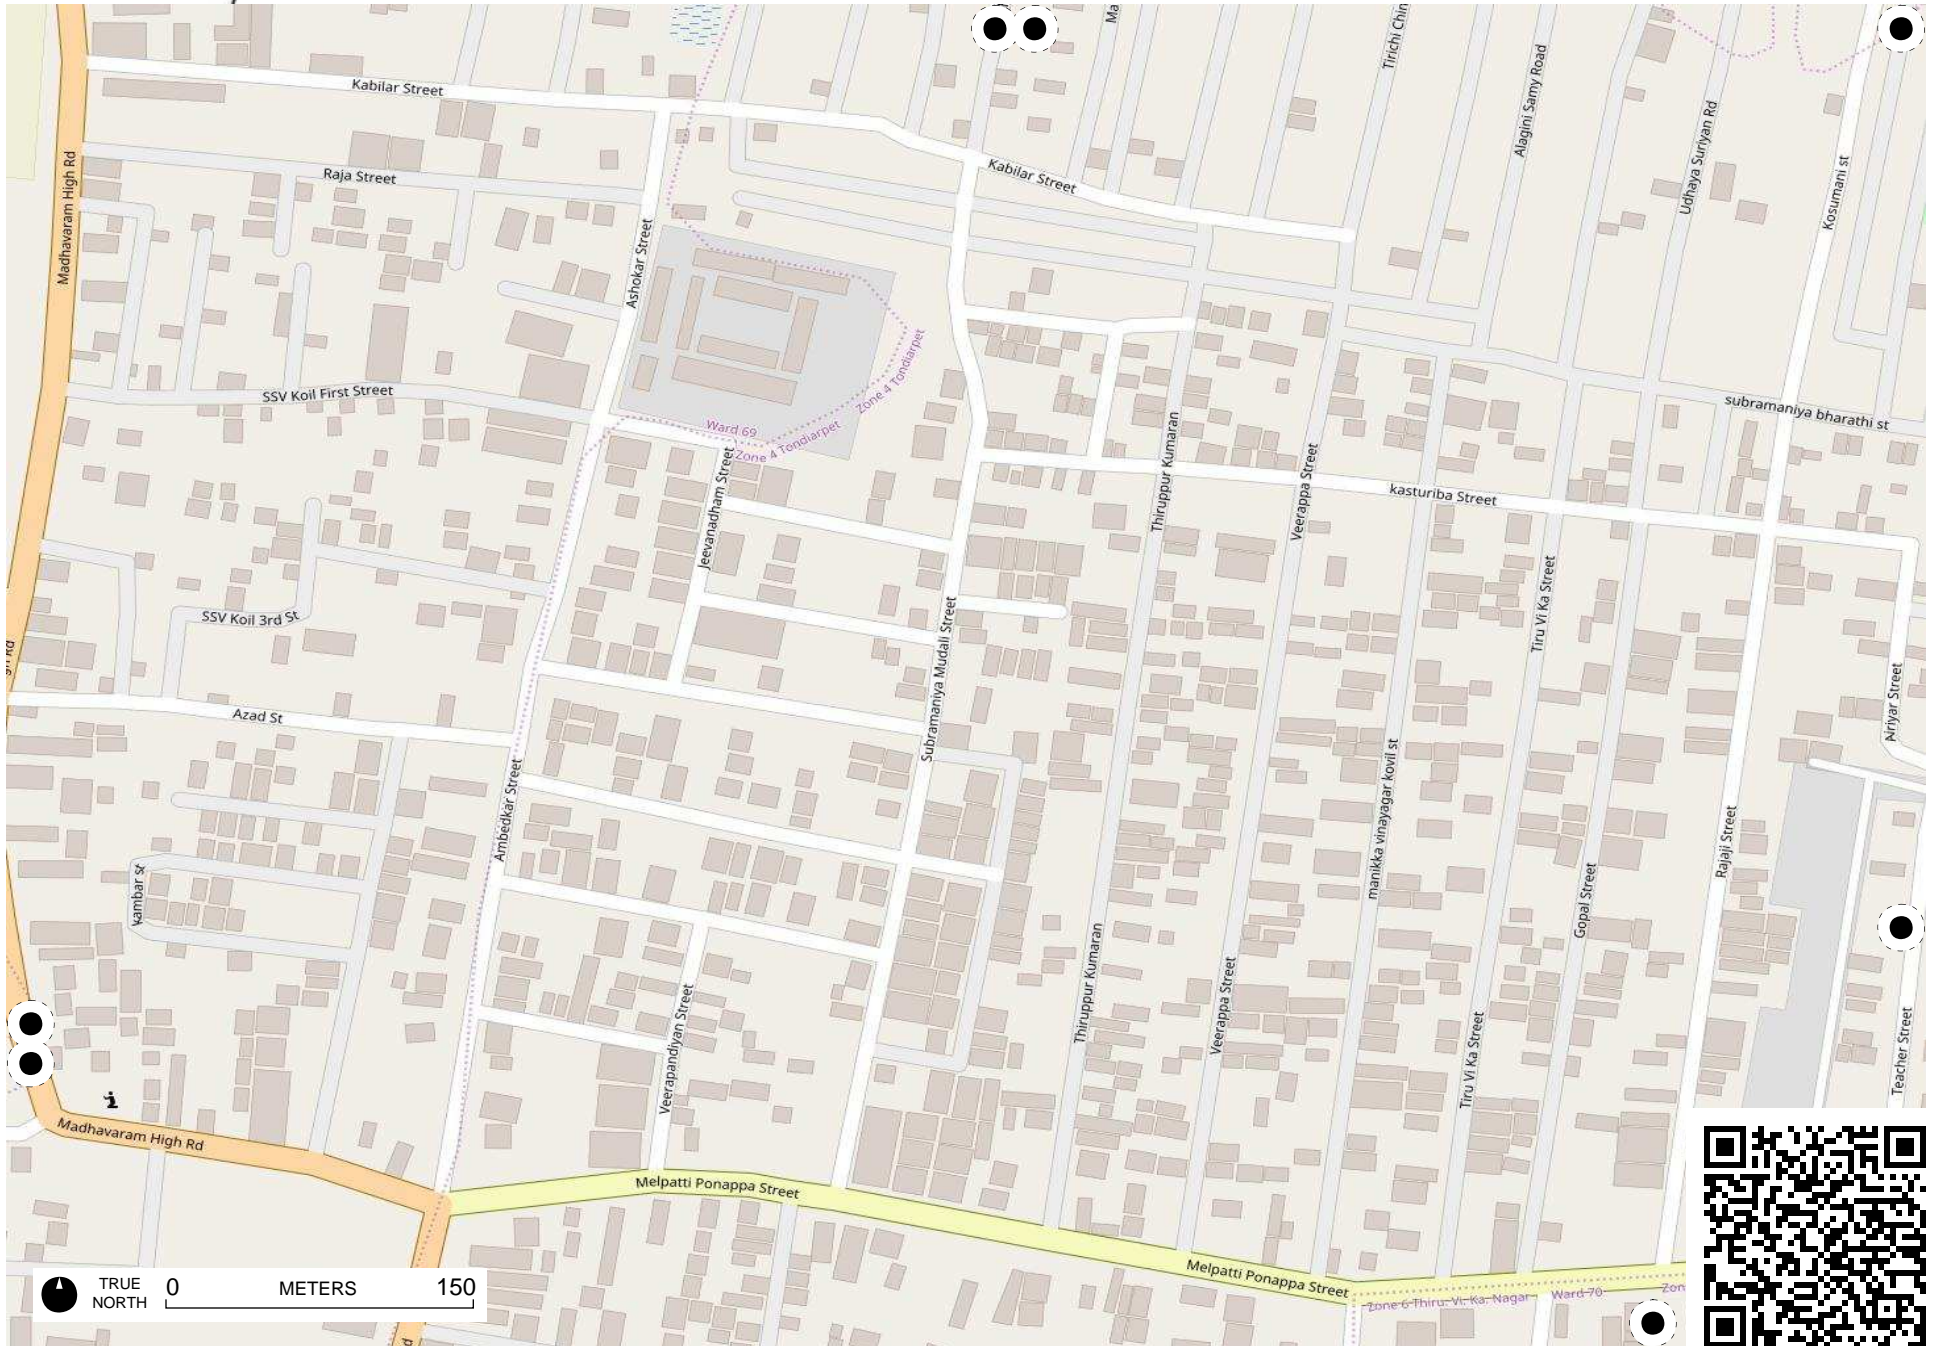 Ma
Tirichi Chin
Kabilar Street
Alagini Samy Road
Udhaya Suriyan Rd
Madhavaram High Rd
Raja Street
Kabilar Street
Kosumani st
Ashokar Street
Zone 4 Tondiarpet
SSV Koil First Street
subramaniya bharathi st
Ward 69
Zone 4 Tondiarpet
Jeevanadham Street
Thiruppur Kumaran
Veerappa Street
kasturiba Street
SSV Koil 3rd St
Tiru Vi Ka Street
gh Rd
Subramaniya Mudali Street
Airiyar Street
Azad St
Ambedkar Street
manikka vinayagar kovil st
Rajaji Street
kambar st
Gopal Street
Thiruppur Kumaran
Veerappa Street
Veerapandiyan Street
Tiru Vi Ka Street
Teacher Street
Madhavaram High Rd
Melpatti Ponappa Street
Melpatti Ponappa Street
Zone 6 Thiru. Vi. Ka. Nagar
Ward 70
Zon
TRUE
NORTH
0 METERS 150